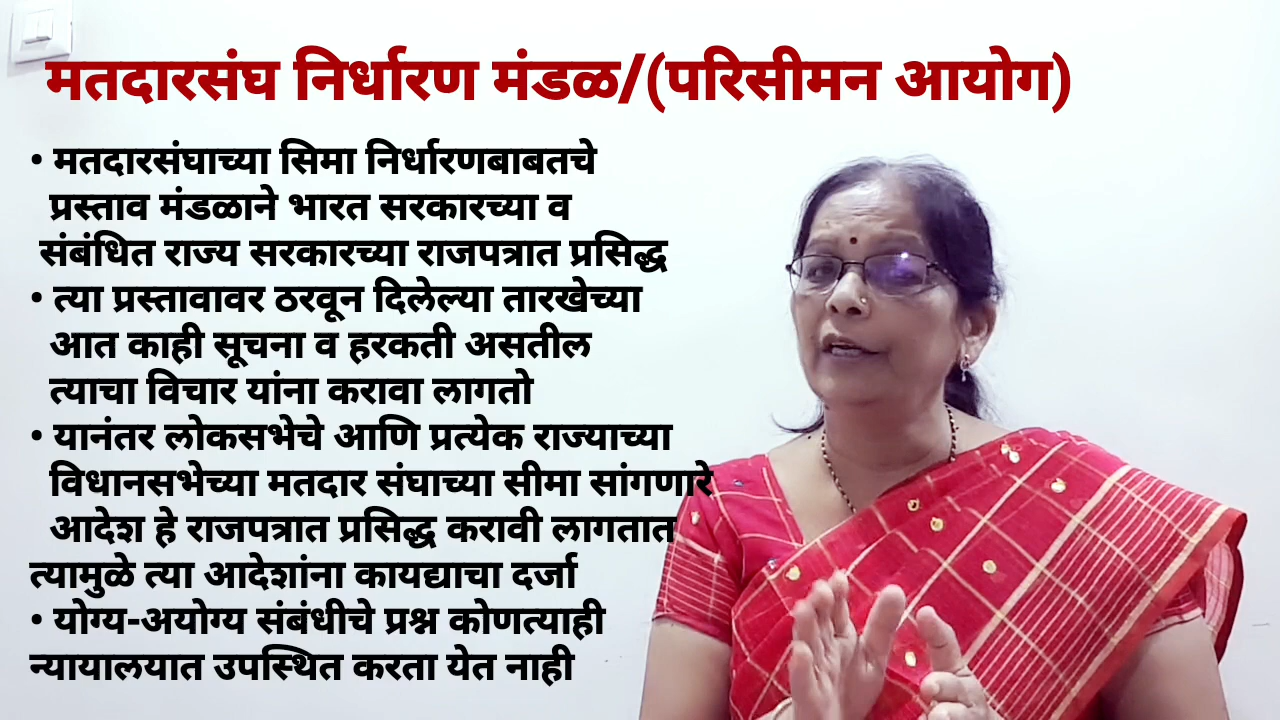 मतदारसंघ निर्धारण मंडळ/(परिसीमन आयोग)
• मतदारसंघाच्या सिमा निर्धारणबाबतचे
प्रस्ताव मंडळाने भारत सरकारच्या व
संबंधित राज्य सरकारच्या राजपत्रात प्रसिद्ध
• त्या प्रस्तावावर ठरवून दिलेल्या तारखेच्या
आत काही सूचना व हरकती असतील
त्याचा विचार यांना करावा लागतो
• यानंतर लोकसभेचे आणि प्रत्येक राज्याच्या
विधानसभेच्या मतदार संघाच्या सीमा सांगणारे
आदेश हे राजपत्रात प्रसिद्ध करावी लागतात
त्यामुळे त्या आदेशांना कायद्याचा दर्जा
• योग्य-अयोग्य संबंधीचे प्रश्न कोणत्याही
न्यायालयात उपस्थित करता येत नाही